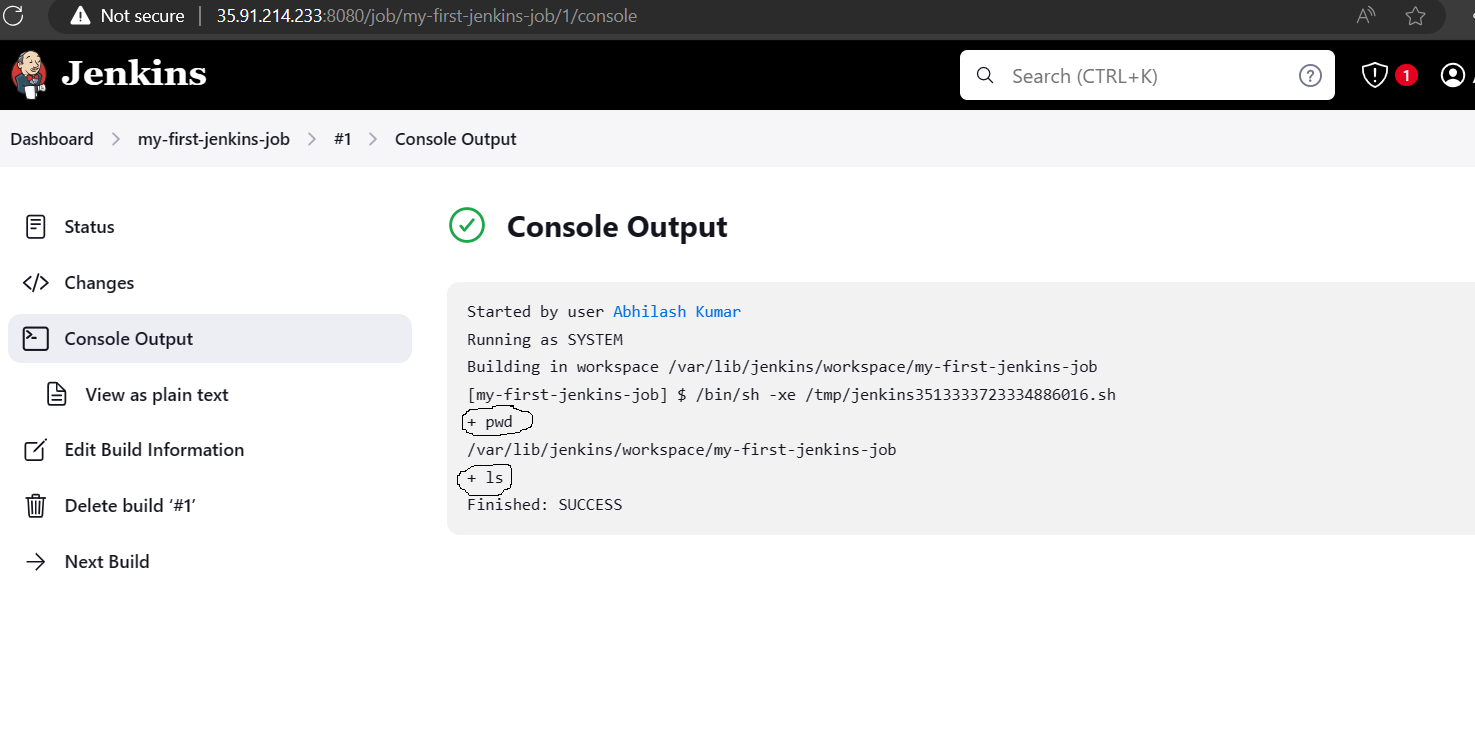 Not secure | 35.91.214.233:8080/job/my-first-jenkins-job/1/console A
Jenkins Search (CTRL+K) ? 1
Dashboard > my-first-jenkins-job > #1 > Console Output
Status
Changes
Console Output
View as plain text
Edit Build Information
Delete build ‘#1’
Next Build
Console Output
Started by user Abhilash Kumar
Running as SYSTEM
Building in workspace /var/lib/jenkins/workspace/my-first-jenkins-job
[my-first-jenkins-job] $ /bin/sh -xe /tmp/jenkins3513333723334886016.sh
+ pwd
/var/lib/jenkins/workspace/my-first-jenkins-job
+ ls
Finished: SUCCESS